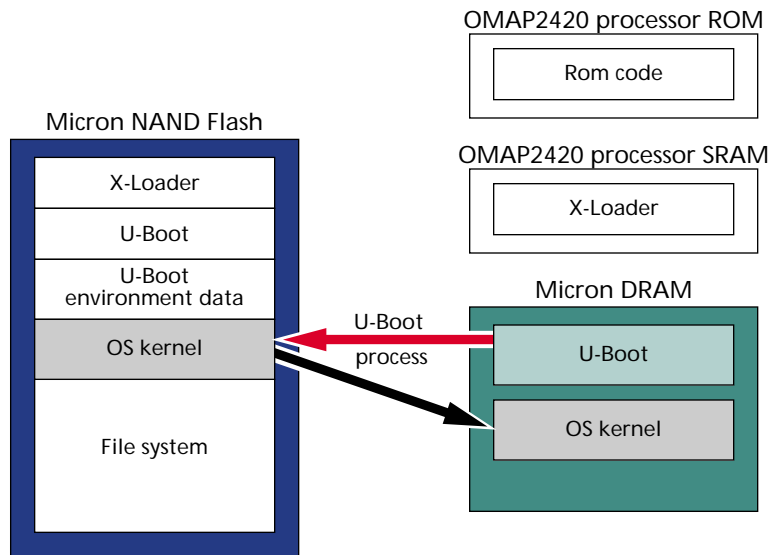 OMAP2420 processor ROM
Rom code
Micron NAND Flash
X-Loader
U-Boot
U-Boot
environment data
OS kernel
File system
OMAP2420 processor SRAM
X-Loader
U-Boot
process
Micron DRAM
U-Boot
OS kernel